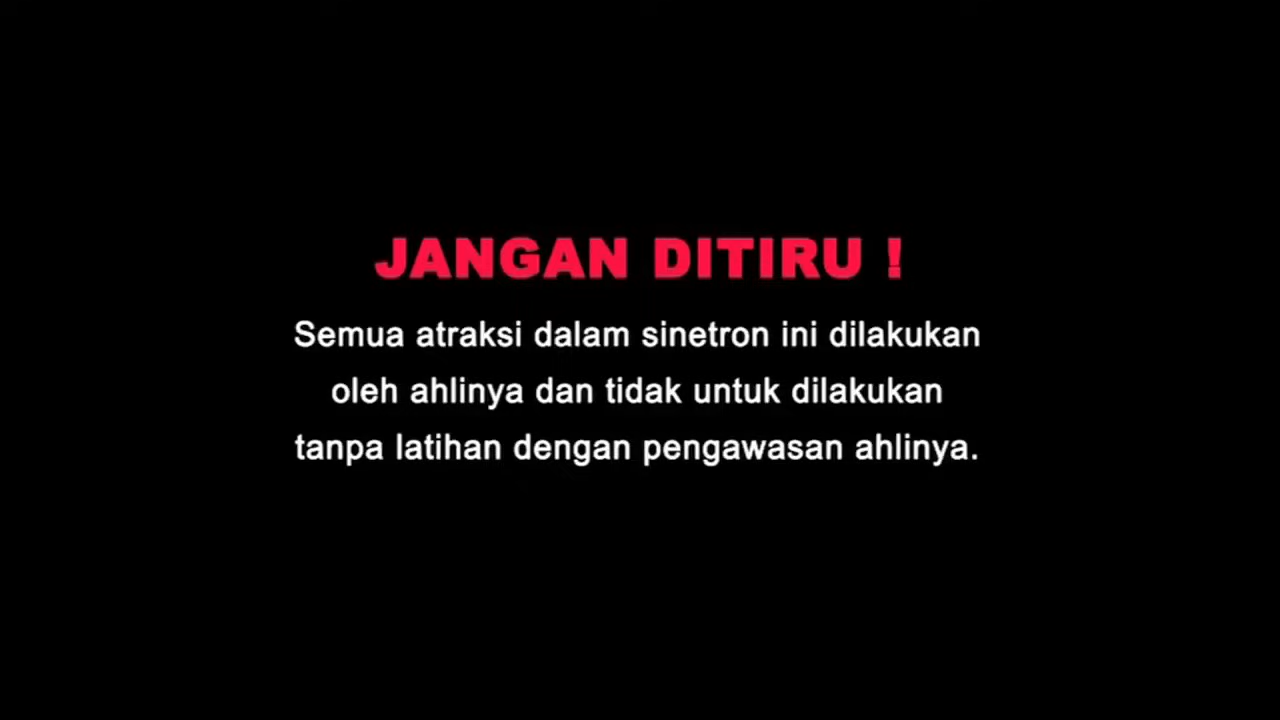 JANGAN DITIRU !
Semua atraksi dalam sinetron ini dilakukan
oleh ahlinya dan tidak untuk dilakukan
tanpa latihan dengan pengawasan ahlinya.